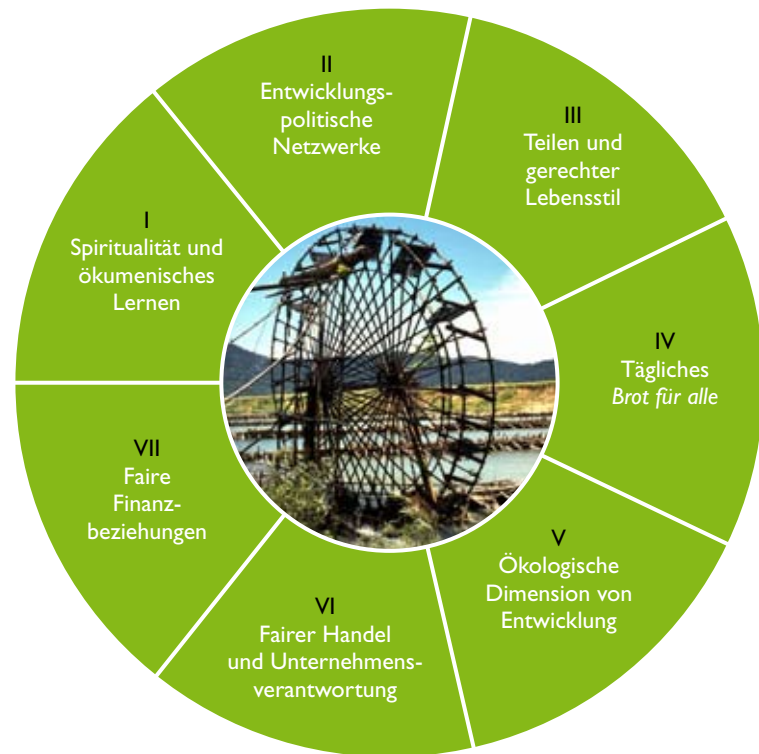 I
Spiritualität und
ökumenisches
Lernen
II
Entwicklungs-
politische
Netzwerke
III
Teilen und
gerechter
Lebensstil
IV
Tägliches
Brot für alle
V
Ökologische
Dimension von
Entwicklung
VI
Fairer Handel
und Unternehmens-
verantwortung
VII
Faire
Finanz-
beziehungen